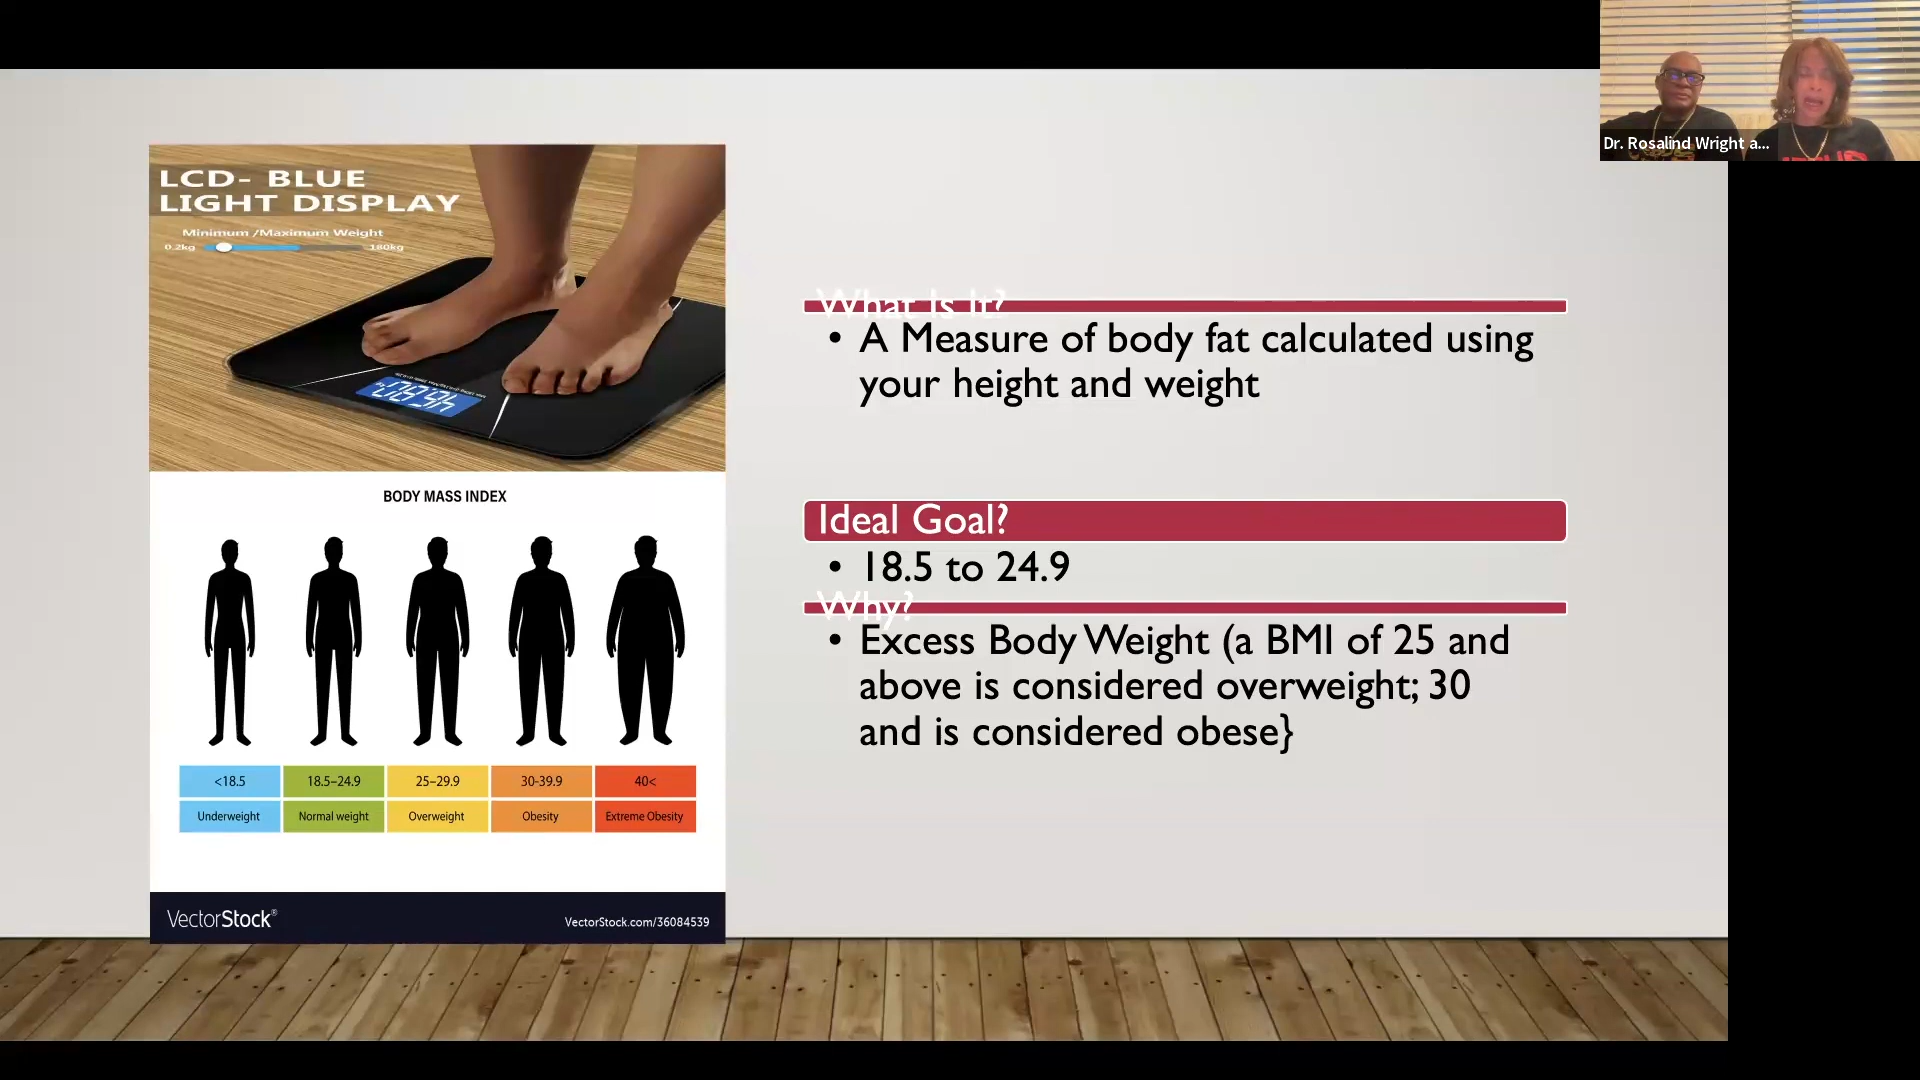 LCD- BLUE
LIGHT DISPLAY
Minimum /Maximum Weight
0.2kg 180kg
BODY MASS INDEX
<18.5 18.5–24.9 25–29.9 30-39.9 40<
Underweight Normal weight Overweight Obesity Extreme Obesity
VectorStock®
VectorStock.com/36084539
What Is It?
• A Measure of body fat calculated using
your height and weight
Ideal Goal?
• 18.5 to 24.9
Why?
• Excess Body Weight (a BMI of 25 and
above is considered overweight; 30
and is considered obese}
Dr. Rosalind Wright a...